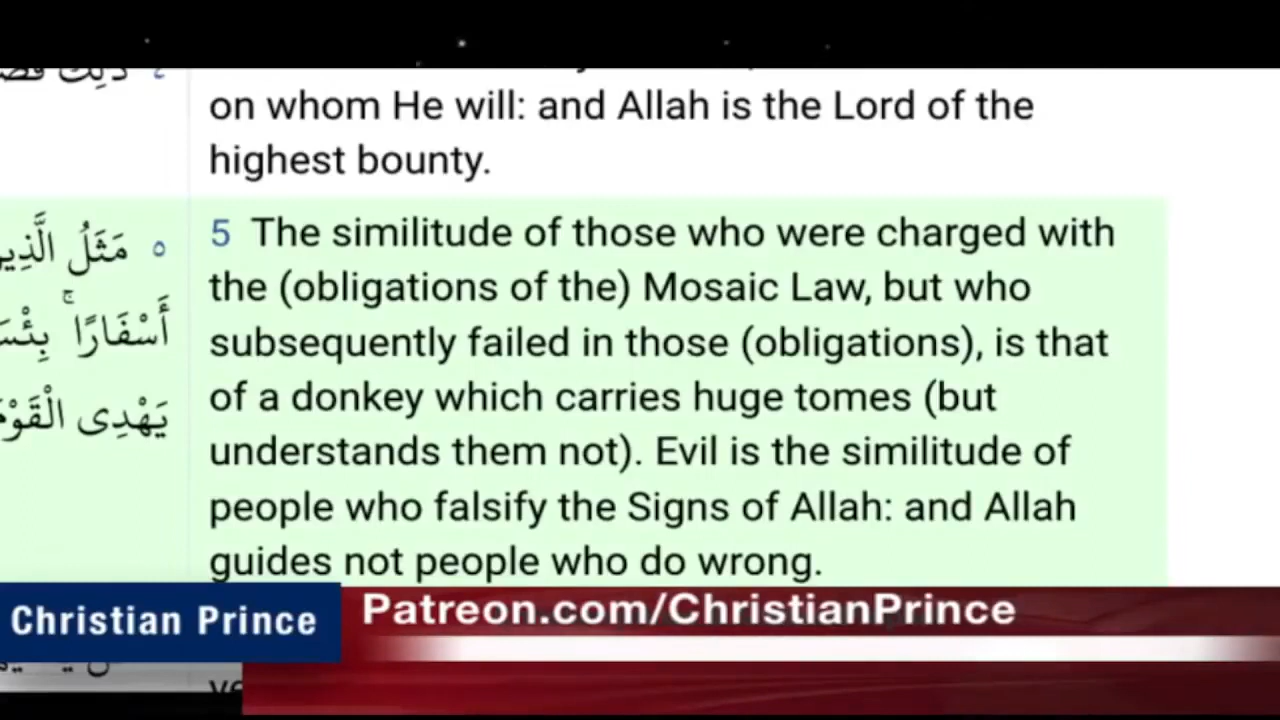 on whom He will: and Allah is the Lord of the
highest bounty.
٥ مَثَلُ
5 The similitude of those who were charged with
the (obligations of the) Mosaic Law, but who
أَسْفَارًا ۚ
subsequently failed in those (obligations), is that
of a donkey which carries huge tomes (but
يَهْدِى
understands them not). Evil is the similitude of
people who falsify the Signs of Allah: and Allah
guides not people who do wrong.
Christian Prince
Patreon.com/ChristianPrince